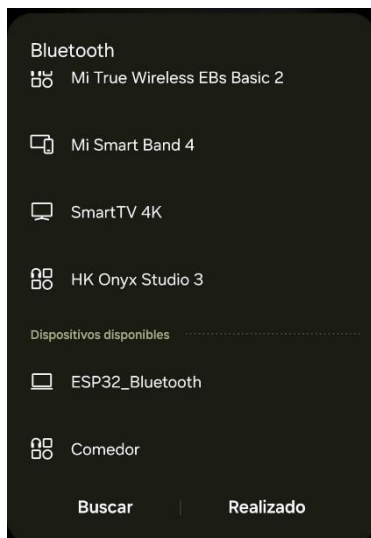 Bluetooth
Mi True Wireless EBs Basic 2
Mi Smart Band 4
SmartTV 4K
HK Onyx Studio 3
Dispositivos disponibles
ESP32_Bluetooth
Comedor
Buscar Realizado